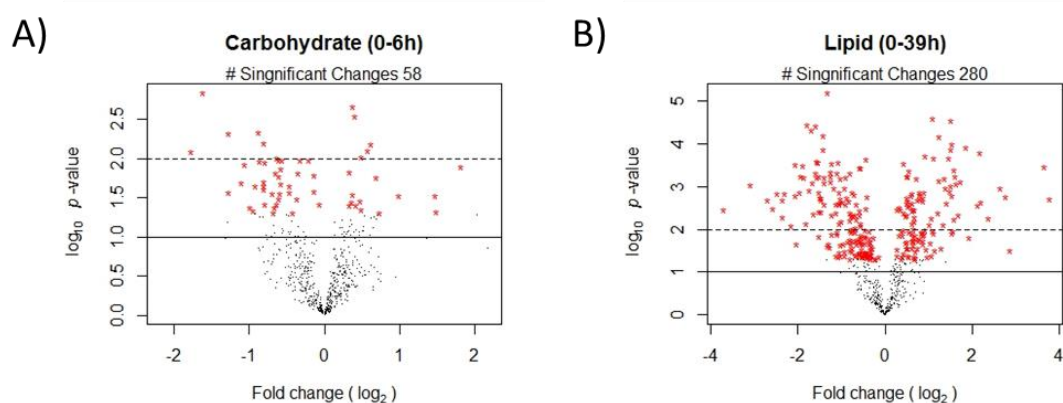 A)
Carbohydrate (0-6h)
# Singnificant Changes 58
log10 p -value
2.5
2.0
1.5
1.0
0.5
0.0
-2 -1 0 1 2
Fold change ( log2 )
B)
Lipid (0-39h)
# Singnificant Changes 280
log10 p -value
5
4
3
2
1
0
-4 -2 0 2 4
Fold change ( log2 )